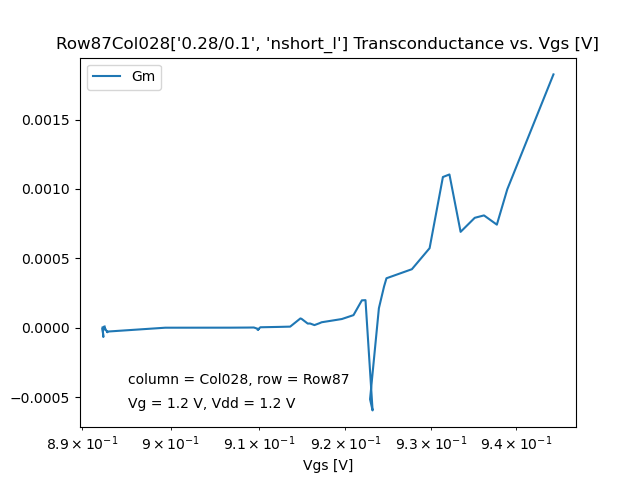 Row87Col028['0.28/0.1', 'nshort_l'] Transconductance vs. Vgs [V]
Gm
0.0015
0.0010
0.0005
0.0000
−0.0005
column = Col028, row = Row87
Vg = 1.2 V, Vdd = 1.2 V
8.9 × 10⁻¹ 9 × 10⁻¹ 9.1 × 10⁻¹ 9.2 × 10⁻¹ 9.3 × 10⁻¹ 9.4 × 10⁻¹
Vgs [V]